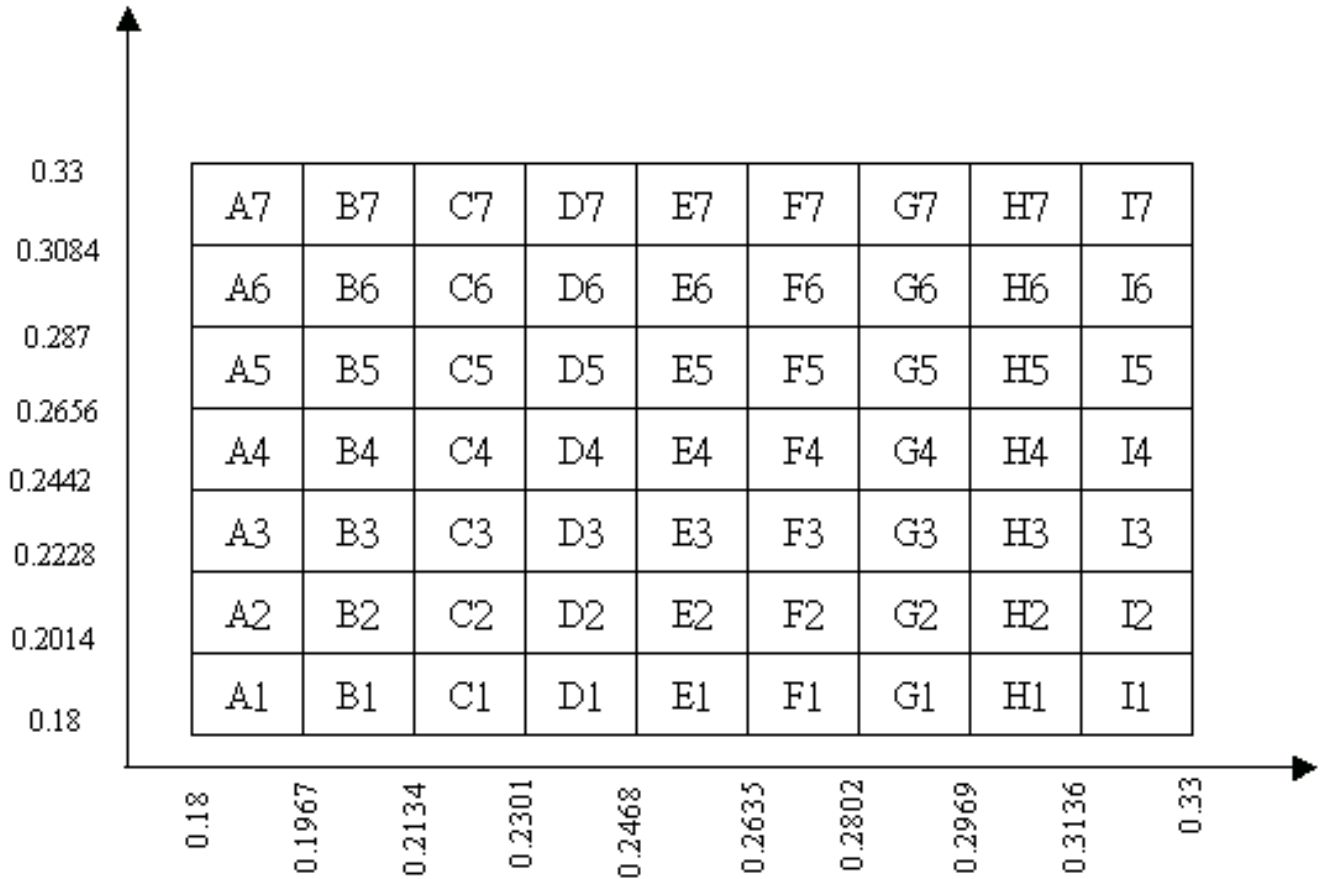 0.33
A7 B7 C7 D7 E7 F7 G7 H7 I7
0.3084
A6 B6 C6 D6 E6 F6 G6 H6 I6
0.287
A5 B5 C5 D5 E5 F5 G5 H5 I5
0.2656
A4 B4 C4 D4 E4 F4 G4 H4 I4
0.2442
A3 B3 C3 D3 E3 F3 G3 H3 I3
0.2228
A2 B2 C2 D2 E2 F2 G2 H2 I2
0.2014
A1 B1 C1 D1 E1 F1 G1 H1 I1
0.18
0.18 0.1967 0.2134 0.2301 0.2468 0.2635 0.2802 0.2969 0.3136 0.33